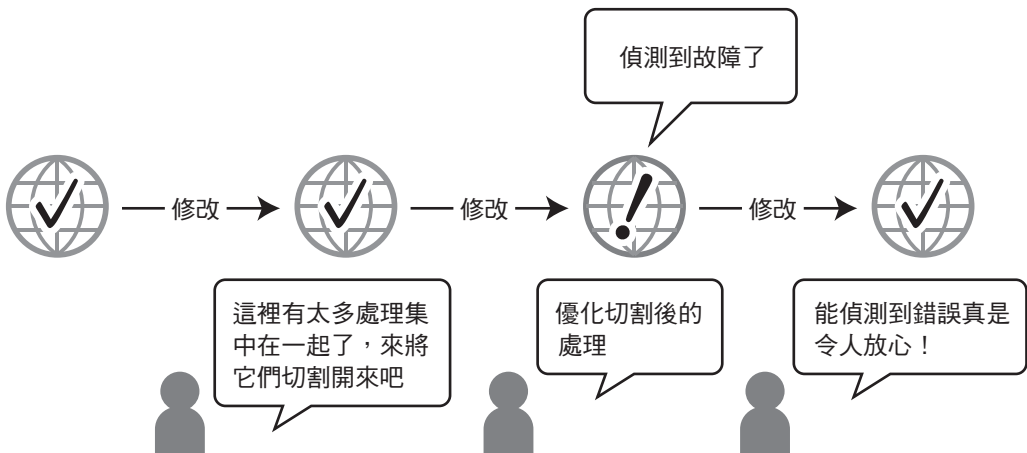 偵測到故障了
修改
修改
修改
這裡有太多處理集
中在一起了，來將
它們切割開來吧
優化切割後的
處理
能偵測到錯誤真是
令人放心！